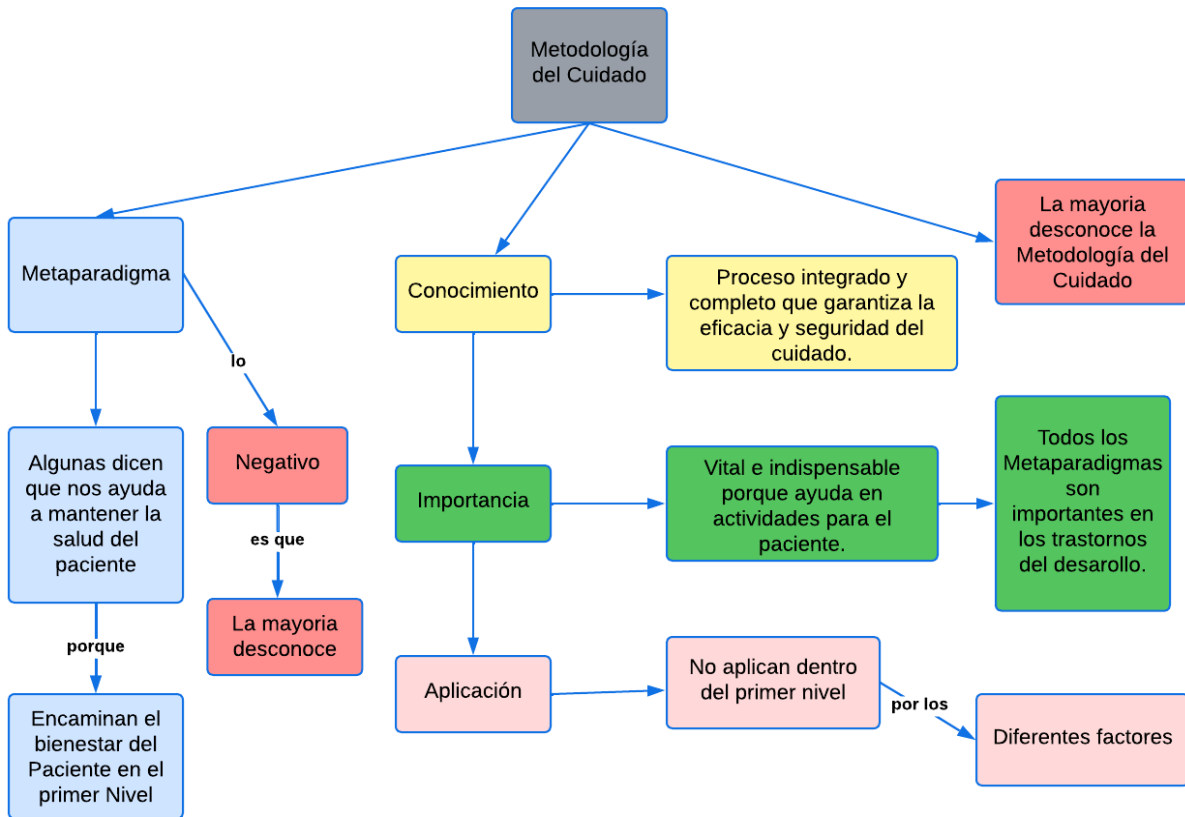 Metodología
del Cuidado
La mayoria
desconoce la
Metodología del
Cuidado
Metaparadigma
Conocimiento
Proceso integrado y
completo que garantiza la
eficacia y seguridad del
cuidado.
lo
Algunas dicen
que nos ayuda
a mantener la
salud del
paciente
Negativo
Importancia
Vital e indispensable
porque ayuda en
actividades para el
paciente.
Todos los
Metaparadigmas
son
importantes en
los trastornos
del desarollo.
es que
La mayoria
desconoce
porque
Aplicación
No aplican dentro
del primer nivel
por los
Diferentes factores
Encaminan el
bienestar del
Paciente en el
primer Nivel